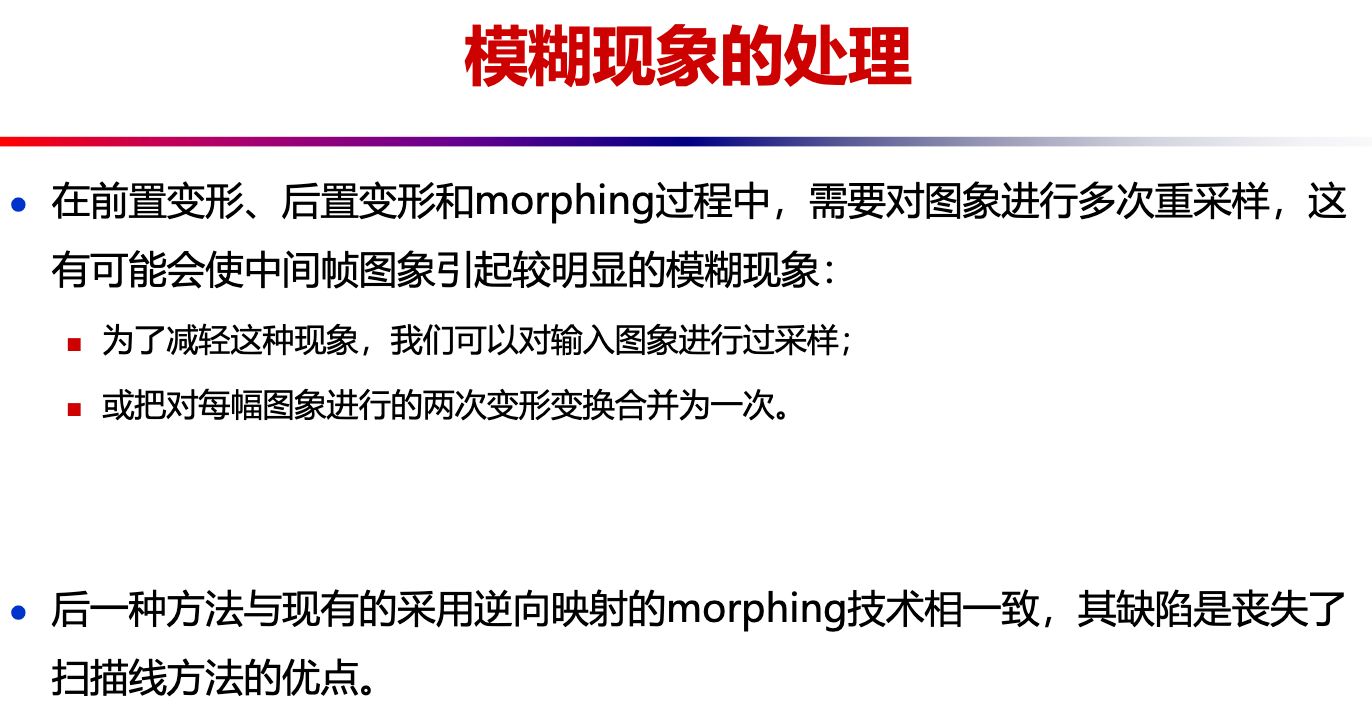 模糊现象的处理
在前置变形、后置变形和morphing过程中，需要对图象进行多次重采样，这
有可能会使中间帧图象引起较明显的模糊现象：
为了减轻这种现象，我们可以对输入图象进行过采样；
或把对每幅图象进行的两次变形变换合并为一次。
后一种方法与现有的采用逆向映射的morphing技术相一致，其缺陷是丧失了
扫描线方法的优点。